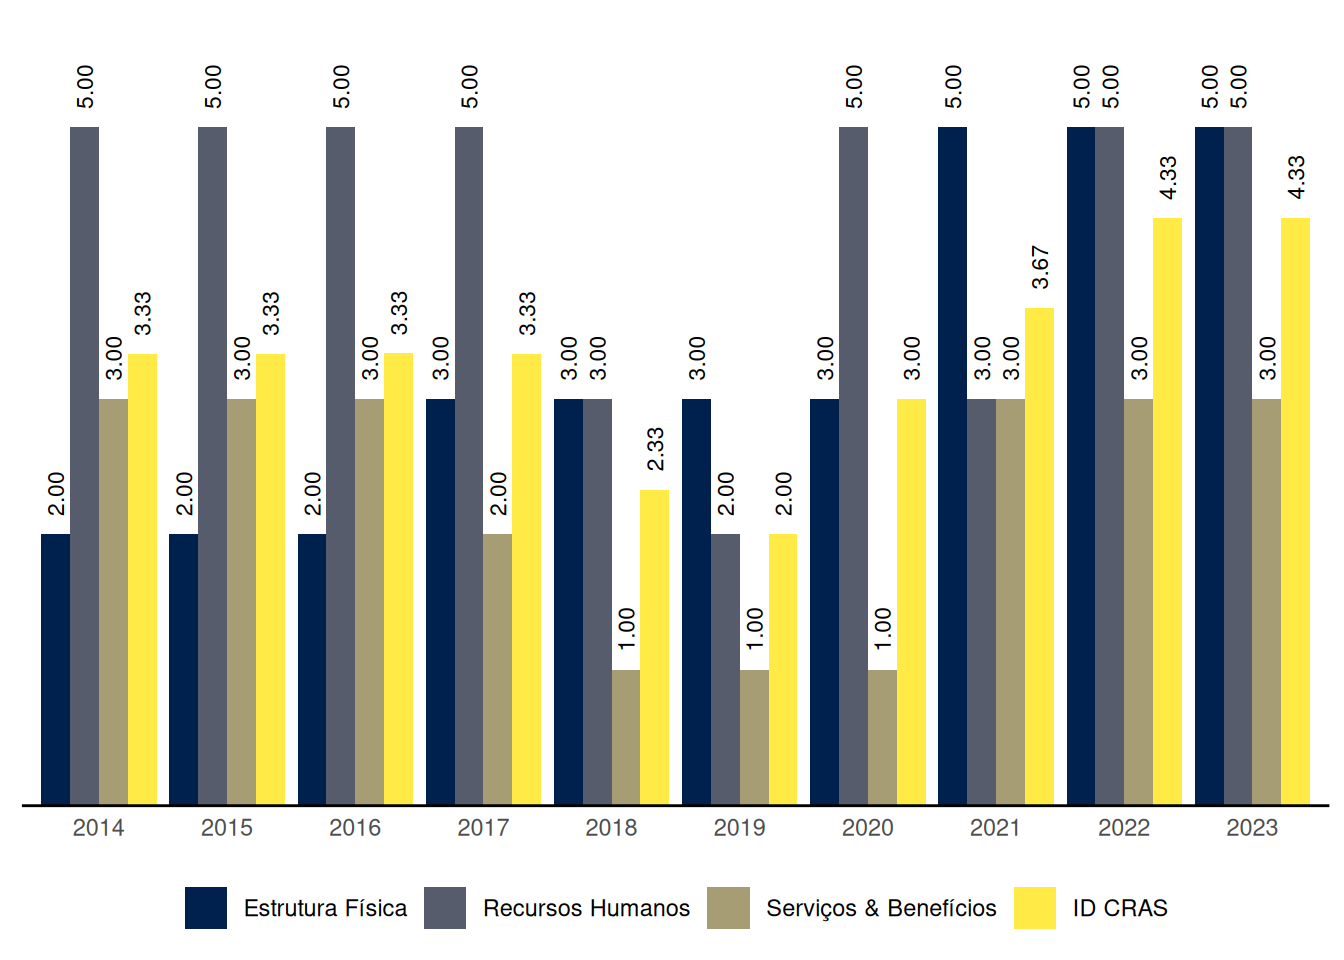 5.00 5.00 5.00 5.00 5.00 5.00 5.00 5.00 5.00 5.00
4.33 4.33
3.67
3.33 3.33 3.33 3.33
3.00 3.00 3.00 3.00 3.00 3.00 3.00 3.00 3.00 3.00 3.00 3.00 3.00
2.33
2.00 2.00 2.00 2.00 2.00 2.00
1.00 1.00 1.00
2014 2015 2016 2017 2018 2019 2020 2021 2022 2023
Estrutura Física Recursos Humanos Serviços & Benefícios ID CRAS